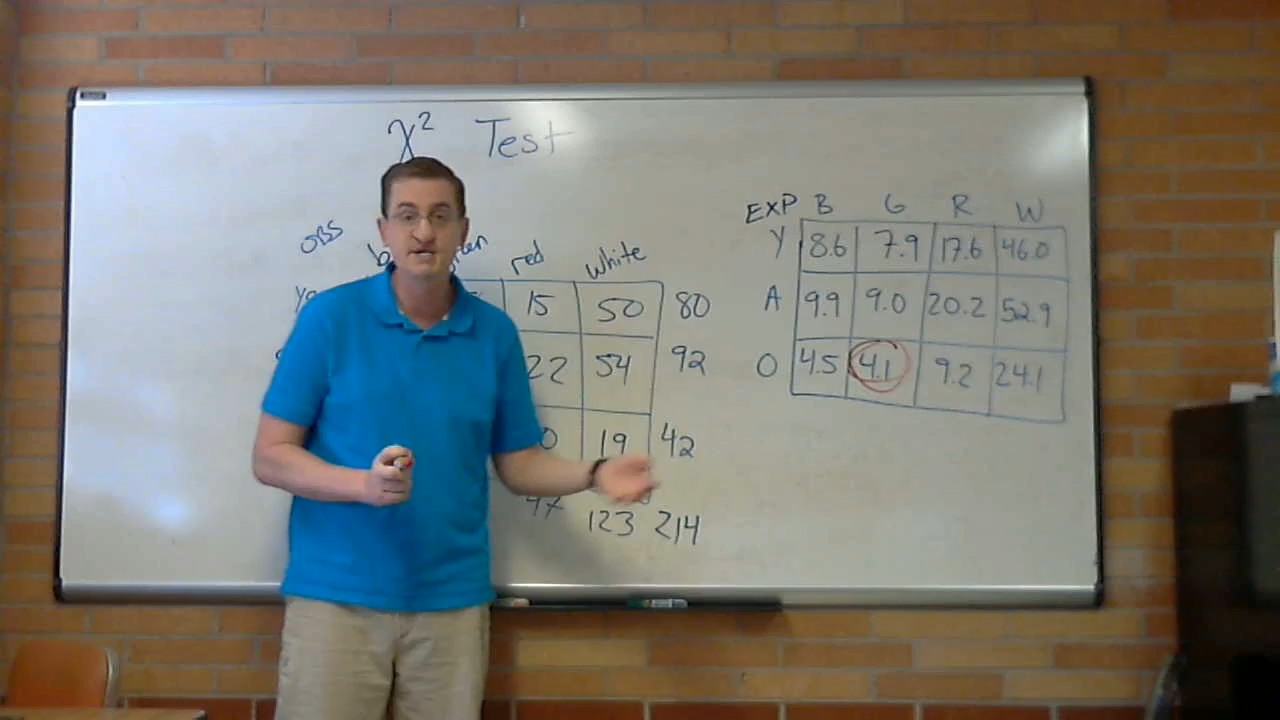 χ² Test
OBS
red white
15 50 80
22 54 92
0 19 42
47 123 214
EXP B G R W
Y 8.6 7.9 17.6 46.0
A 9.9 9.0 20.2 52.9
O 4.5 4.1 9.2 24.1